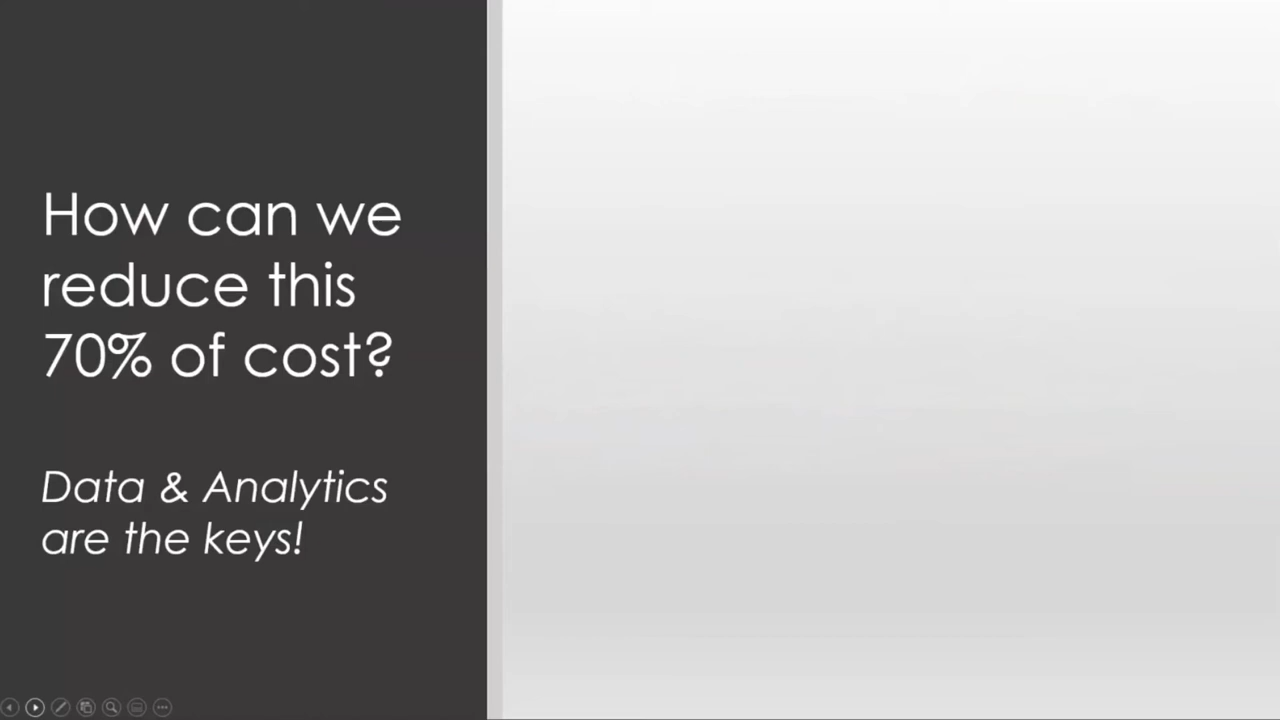 How can we
reduce this
70% of cost?
Data & Analytics
are the keys!